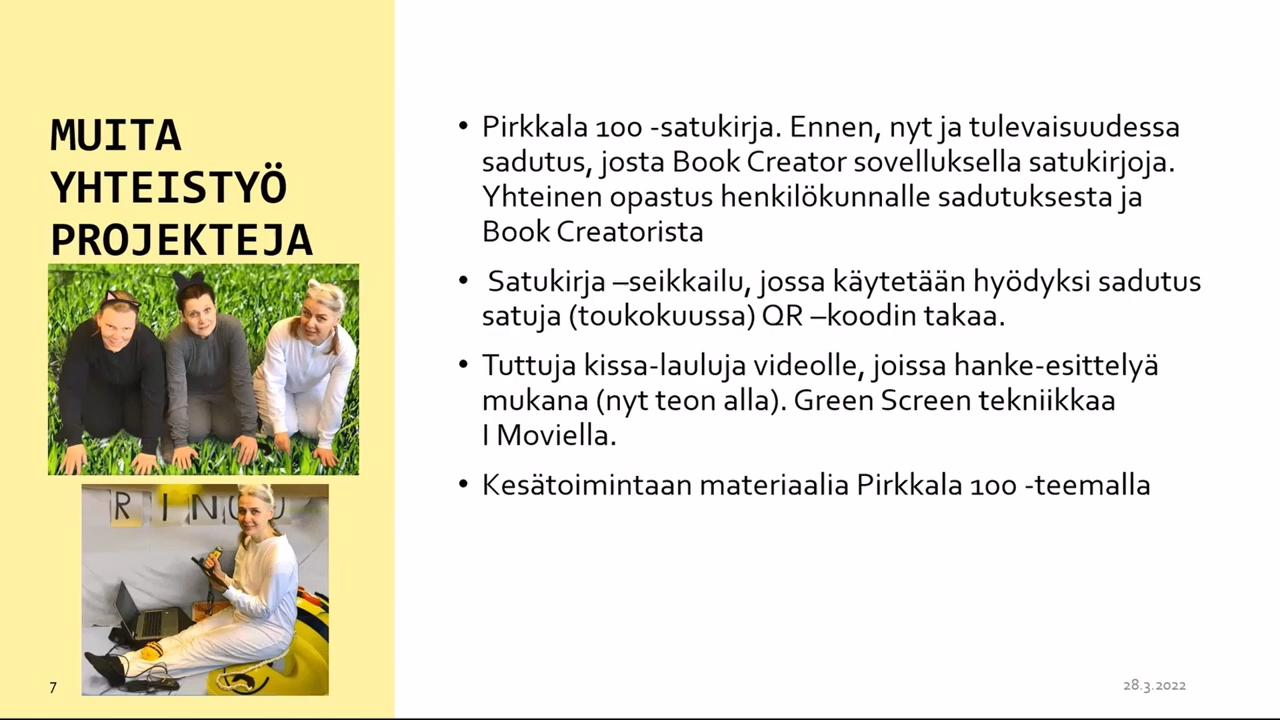 MUITA
YHTEISTYÖ
PROJEKTEJA
• Pirkkala 100 -satukirja. Ennen, nyt ja tulevaisuudessa
sadutus, josta Book Creator sovelluksella satukirjoja.
Yhteinen opastus henkilökunnalle sadutuksesta ja
Book Creatorista
• Satukirja –seikkailu, jossa käytetään hyödyksi sadutus
satuja (toukokuussa) QR –koodin takaa.
• Tuttuja kissa-lauluja videolle, joissa hanke-esittelyä
mukana (nyt teon alla). Green Screen tekniikkaa
I Moviella.
• Kesätoimintaan materiaalia Pirkkala 100 -teemalla
7
28.3.2022